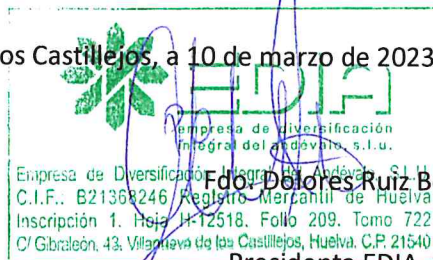 os Castillejos, a 10 de marzo de 2023
EDIA
empresa de diversificación
integral del andévalo, s.l.u.
Empresa de Diversificación Integral del Andévalo, S.L.U.
C.I.F.: B21368246 Registro Mercantil de Huelva
Fdo. Dolores Ruiz B
Inscripción 1. Hoja H-12518. Folio 209. Tomo 722
C/ Gibraleón, 43. Villanueva de los Castillejos, Huelva. C.P. 21540
Presidente EDIA